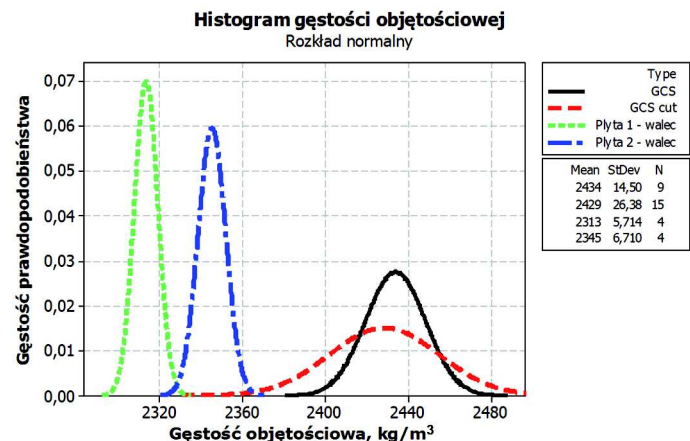 Histogram gęstości objętościowej
Rozkład normalny
Gęstość prawdopodobieństwa
0,07
0,06
0,05
0,04
0,03
0,02
0,01
0,00
2320 2360 2400 2440 2480
Gęstość objętościowa, kg/m³
Type
GCS
GCS cut
Plyta 1 - walec
Plyta 2 - walec
Mean StDev N
2434 14,50 9
2429 26,38 15
2313 5,714 4
2345 6,710 4